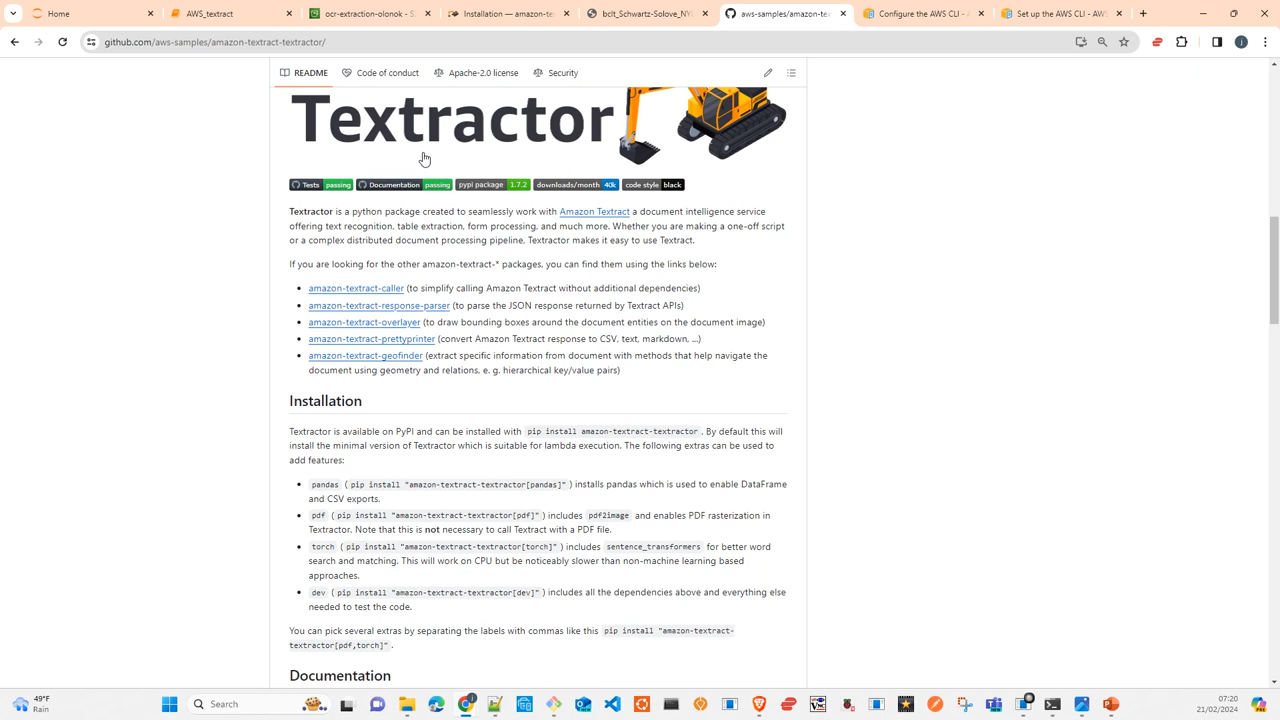 Home
AWS_textract
ocr-extraction-olonok - S
Installation — amazon-te
bclt_Schwartz-Solove_NY
aws-samples/amazon-tex
Configure the AWS CLI - A
Set up the AWS CLI - AWS
github.com/aws-samples/amazon-textract-textractor/
README
Code of conduct
Apache-2.0 license
Security
Textractor
Tests passing
Documentation passing
pypi package 1.7.2
downloads/month 40k
code style black
Textractor is a python package created to seamlessly work with Amazon Textract a document intelligence service
offering text recognition, table extraction, form processing, and much more. Whether you are making a one-off script
or a complex distributed document processing pipeline, Textractor makes it easy to use Textract.
If you are looking for the other amazon-textract-* packages, you can find them using the links below:
• amazon-textract-caller (to simplify calling Amazon Textract without additional dependencies)
• amazon-textract-response-parser (to parse the JSON response returned by Textract APIs)
• amazon-textract-overlayer (to draw bounding boxes around the document entities on the document image)
• amazon-textract-prettyprinter (convert Amazon Textract response to CSV, text, markdown, ...)
• amazon-textract-geofinder (extract specific information from document with methods that help navigate the
document using geometry and relations, e. g. hierarchical key/value pairs)
Installation
Textractor is available on PyPI and can be installed with pip install amazon-textract-textractor . By default this will
install the minimal version of Textractor which is suitable for lambda execution. The following extras can be used to
add features:
• pandas ( pip install "amazon-textract-textractor[pandas]" ) installs pandas which is used to enable DataFrame
and CSV exports.
• pdf ( pip install "amazon-textract-textractor[pdf]" ) includes pdf2image and enables PDF rasterization in
Textractor. Note that this is not necessary to call Textract with a PDF file.
• torch ( pip install "amazon-textract-textractor[torch]" ) includes sentence_transformers for better word
search and matching. This will work on CPU but be noticeably slower than non-machine learning based
approaches.
• dev ( pip install "amazon-textract-textractor[dev]" ) includes all the dependencies above and everything else
needed to test the code.
You can pick several extras by separating the labels with commas like this pip install "amazon-textract-
textractor[pdf,torch]" .
Documentation
49°F
Rain
Search
07:20
21/02/2024